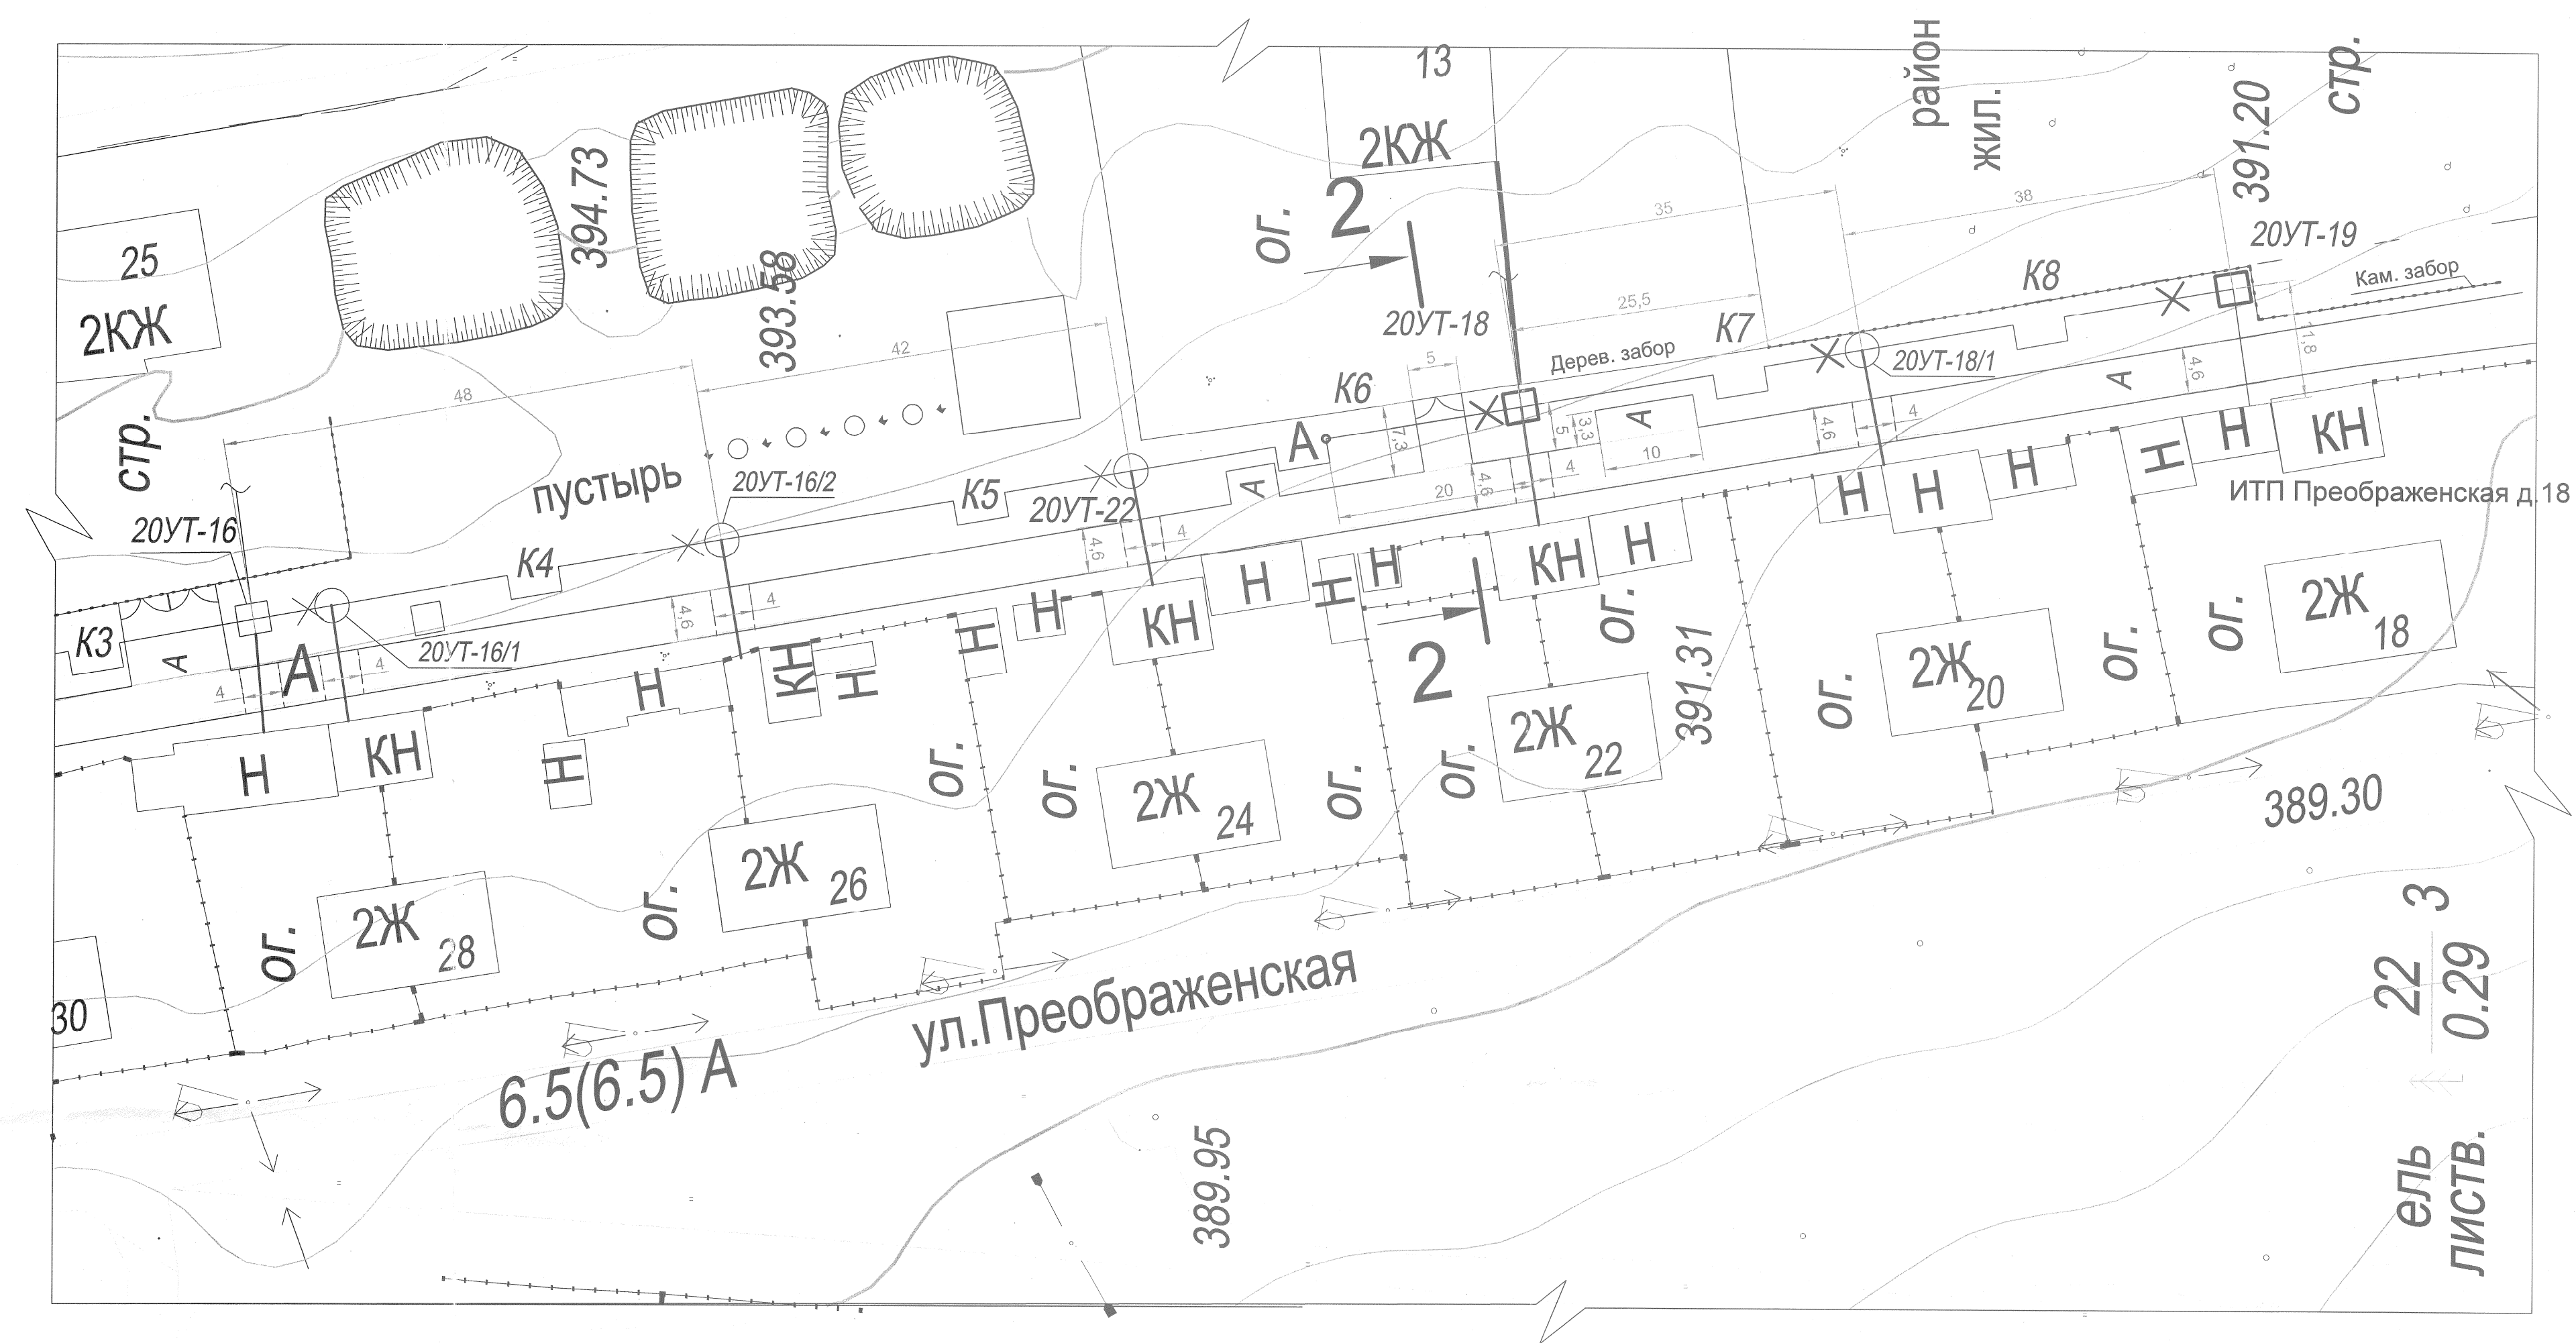 13
2КЖ
район
жил.
стр.
391.20
25
2КЖ
394.73
393.58
ог.
2
35
38
20УТ-19
Кам. забор
К8
20УТ-18
25,5
К7
Дерев. забор
20УТ-18/1
11,8
4,6
А
42
48
5
К6
А
7,3
5
3,3
А
10
4,6
4
стр.
20УТ-16
пустырь
20УТ-16/2
К5
20УТ-22
А
20
4,6
4
К4
4,6
4
К3
А
А
20УТ-16/1
4
4
4,6
4
Н
КН
Н
Н
КН
Н
Н
Н
КН
Н
Н
Н
КН
Н
Н
Н
Н
Н
Н
КН
ИТП Преображенская д.18
2
ог.
391.31
ог.
ог.
ог.
2Ж
18
2Ж
20
2Ж
22
ог.
ог.
ог.
ог.
2Ж
24
2Ж
26
ог.
ог.
2Ж
28
30
389.30
ул.Преображенская
6.5(6.5) А
389.95
22
0.29
3
ель
листв.